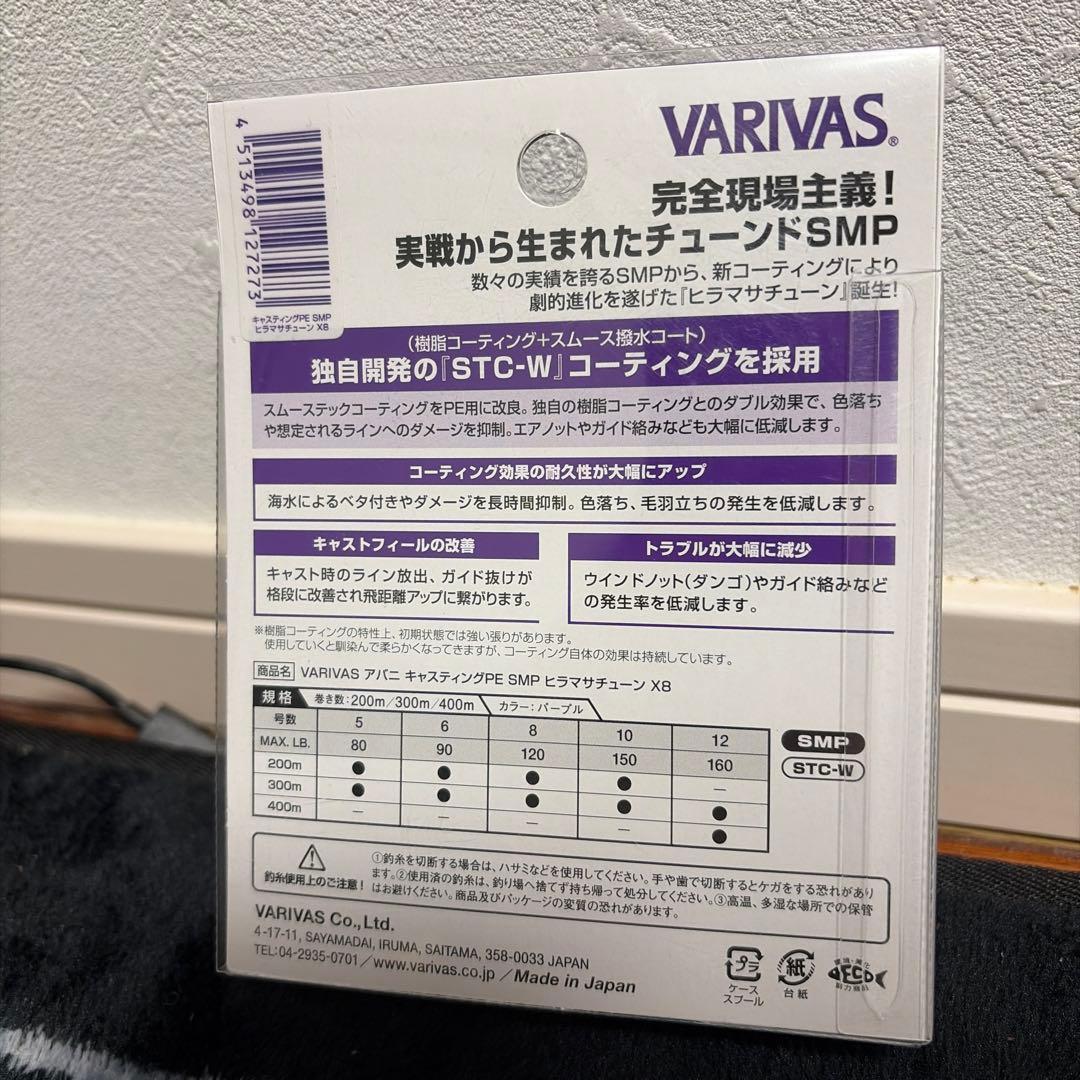 4 513498 127273
キャスティングPE SMP
ヒラマサチューン X8
VARIVAS®
完全現場主義！
実戦から生まれたチューンドSMP
数々の実績を誇るSMPから、新コーティングにより
劇的進化を遂げた『ヒラマサチューン』誕生！
（樹脂コーティング＋スムース撥水コート）
独自開発の『STC-W』コーティングを採用
スムーステックコーティングをPE用に改良。独自の樹脂コーティングとのダブル効果で、色落ち
や想定されるラインへのダメージを抑制。エアノットやガイド絡みなども大幅に低減します。
コーティング効果の耐久性が大幅にアップ
海水によるベタ付きやダメージを長時間抑制。色落ち、毛羽立ちの発生を低減します。
キャストフィールの改善
キャスト時のライン放出、ガイド抜けが
格段に改善され飛距離アップに繋がります。
トラブルが大幅に減少
ウインドノット（ダンゴ）やガイド絡みなど
の発生率を低減します。
※樹脂コーティングの特性上、初期状態では強い張りがあります。
使用していくと馴染んで柔らかくなってきますが、コーティング自体の効果は持続しています。
商品名 VARIVAS アバニ キャスティングPE SMP ヒラマサチューン X8
規格 巻き数：200m／300m／400m カラー：パープル
号数 5 6 8 10 12
MAX. LB. 80 90 120 150 160
200m ● ● ● ● —
300m ● ● ● ● ●
400m — — — — ●
SMP
STC-W
釣糸使用上のご注意！
①釣糸を切断する場合は、ハサミなどを使用してください。手や歯で切断するとケガをする恐れがあり
ます。②使用済の釣糸は、釣り場へ捨てず持ち帰って処分してください。③高温、多湿な場所での保管
はお避けください。商品及びパッケージの変質の恐れがあります。
VARIVAS Co.,Ltd.
4-17-11, SAYAMADAI, IRUMA, SAITAMA, 358-0033 JAPAN
TEL:04-2935-0701／www.varivas.co.jp／Made in Japan
プラ
ケース
スプール
紙
台紙
環境・美化
ECO
協力商品